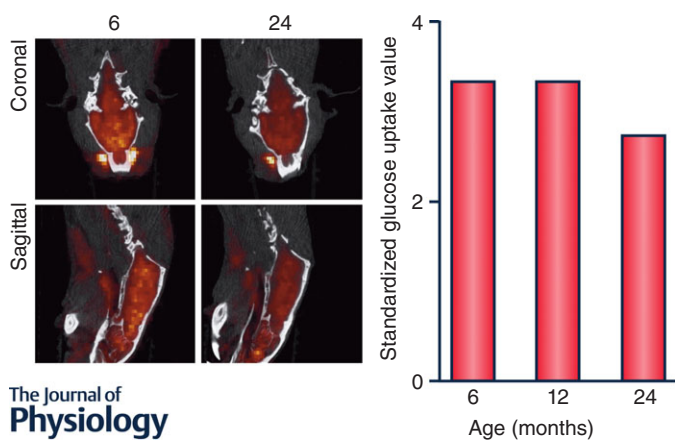 6 24
Coronal
Sagittal
The Journal of
Physiology
Standardized glucose uptake value
4
2
0
6 12 24
Age (months)